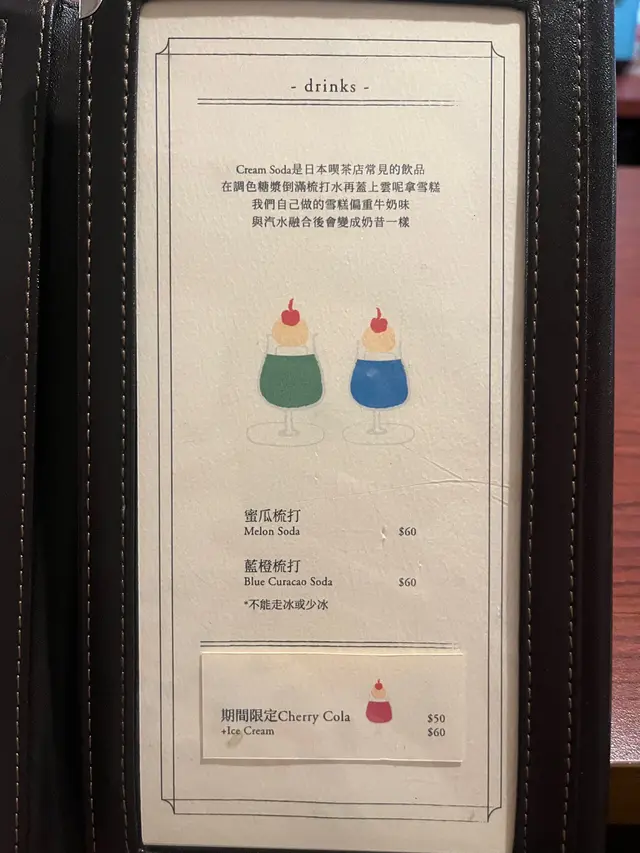 - drinks -
Cream Soda是日本喫茶店常見的飲品
在調色糖漿倒滿梳打水再蓋上雲呢拿雪糕
我們自己做的雪糕偏重牛奶味
與汽水融合後會變成奶昔一樣
蜜瓜梳打
Melon Soda $60
藍橙梳打
Blue Curacao Soda $60
*不能走冰或少冰
期間限定Cherry Cola $50
+Ice Cream $60